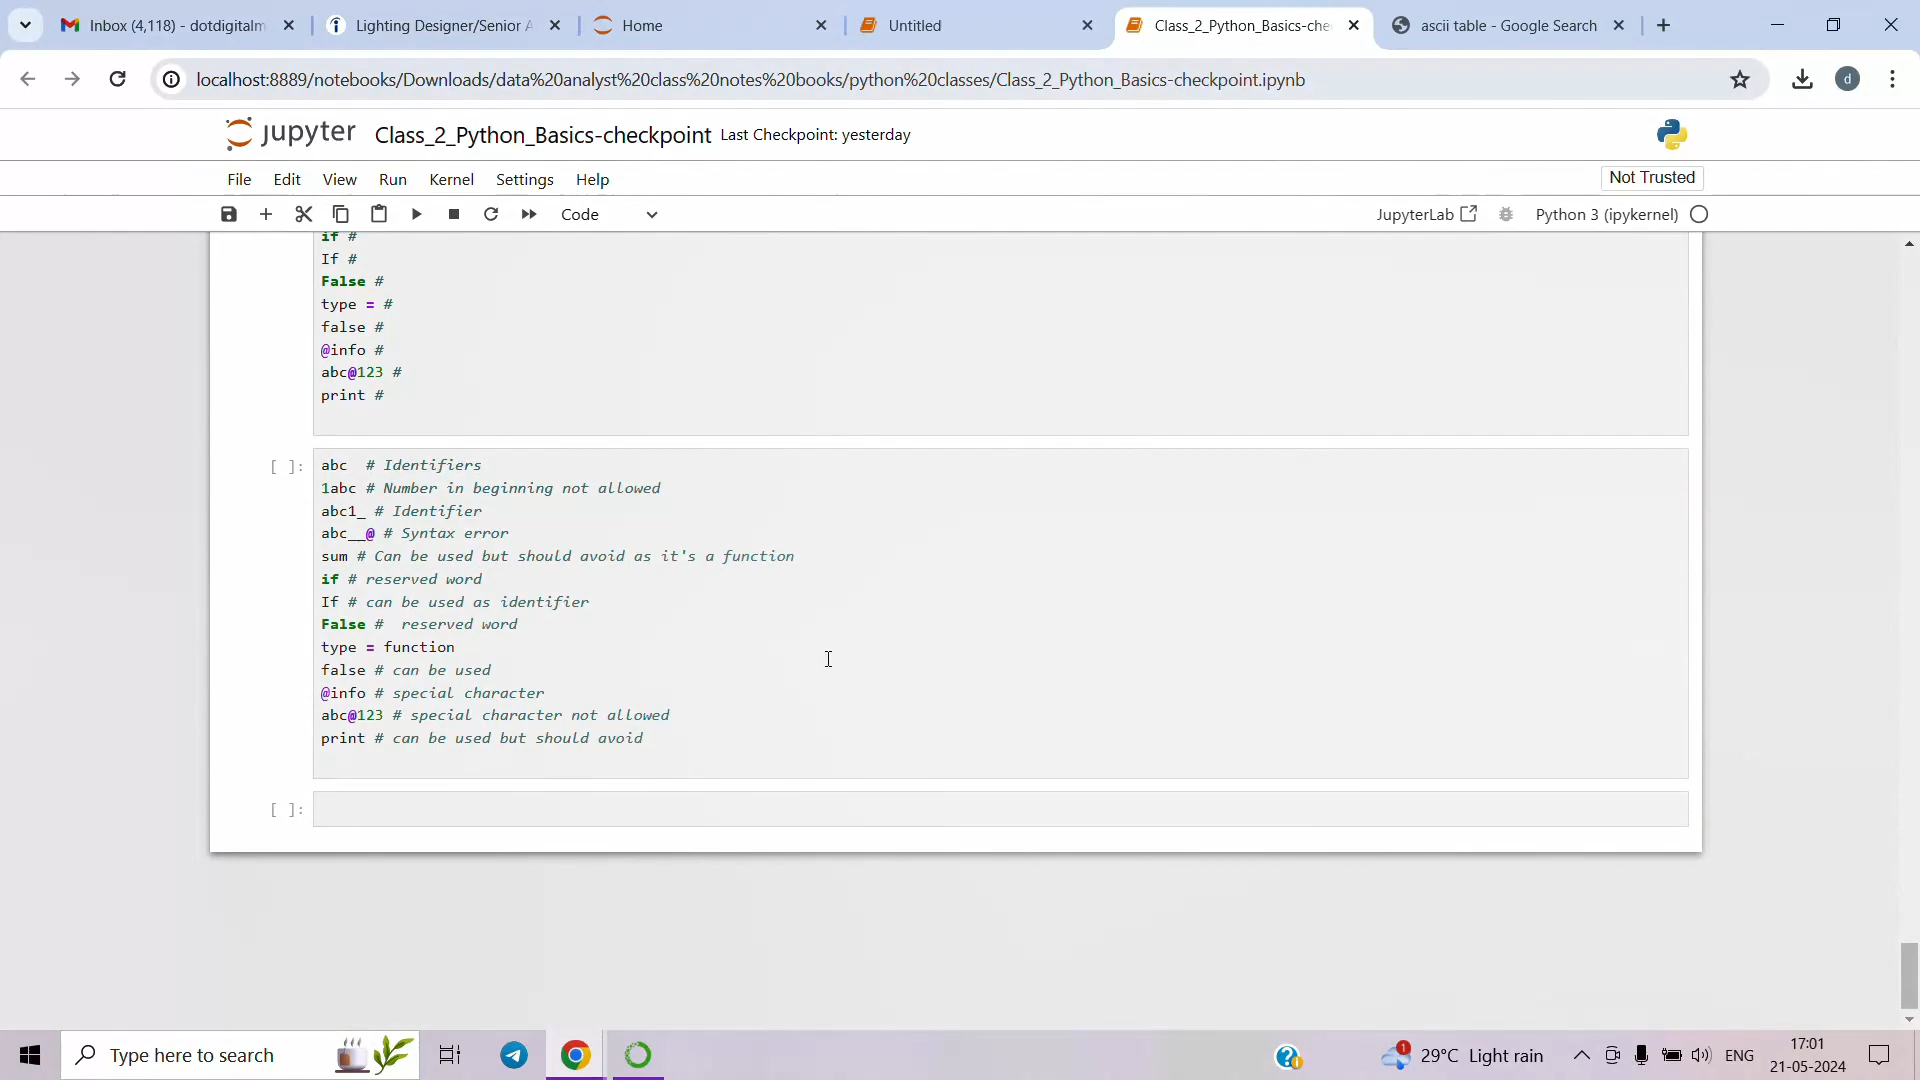 Inbox (4,118) - dotdigitalm
Lighting Designer/Senior A
Home
Untitled
Class_2_Python_Basics-che
ascii table - Google Search
localhost:8889/notebooks/Downloads/data%20analyst%20class%20notes%20books/python%20classes/Class_2_Python_Basics-checkpoint.ipynb
d
jupyter Class_2_Python_Basics-checkpoint Last Checkpoint: yesterday
File Edit View Run Kernel Settings Help
Not Trusted
Code
JupyterLab
Python 3 (ipykernel)
if #
If #
False #
type = #
false #
@info #
abc@123 #
print #
[ ]:
abc  # Identifiers
1abc # Number in beginning not allowed
abc1_ # Identifier
abc__@ # Syntax error
sum # Can be used but should avoid as it's a function
if # reserved word
If # can be used as identifier
False #  reserved word
type = function
false # can be used
@info # special character
abc@123 # special character not allowed
print # can be used but should avoid
[ ]:
Type here to search
1
29°C Light rain
ENG
17:01
21-05-2024